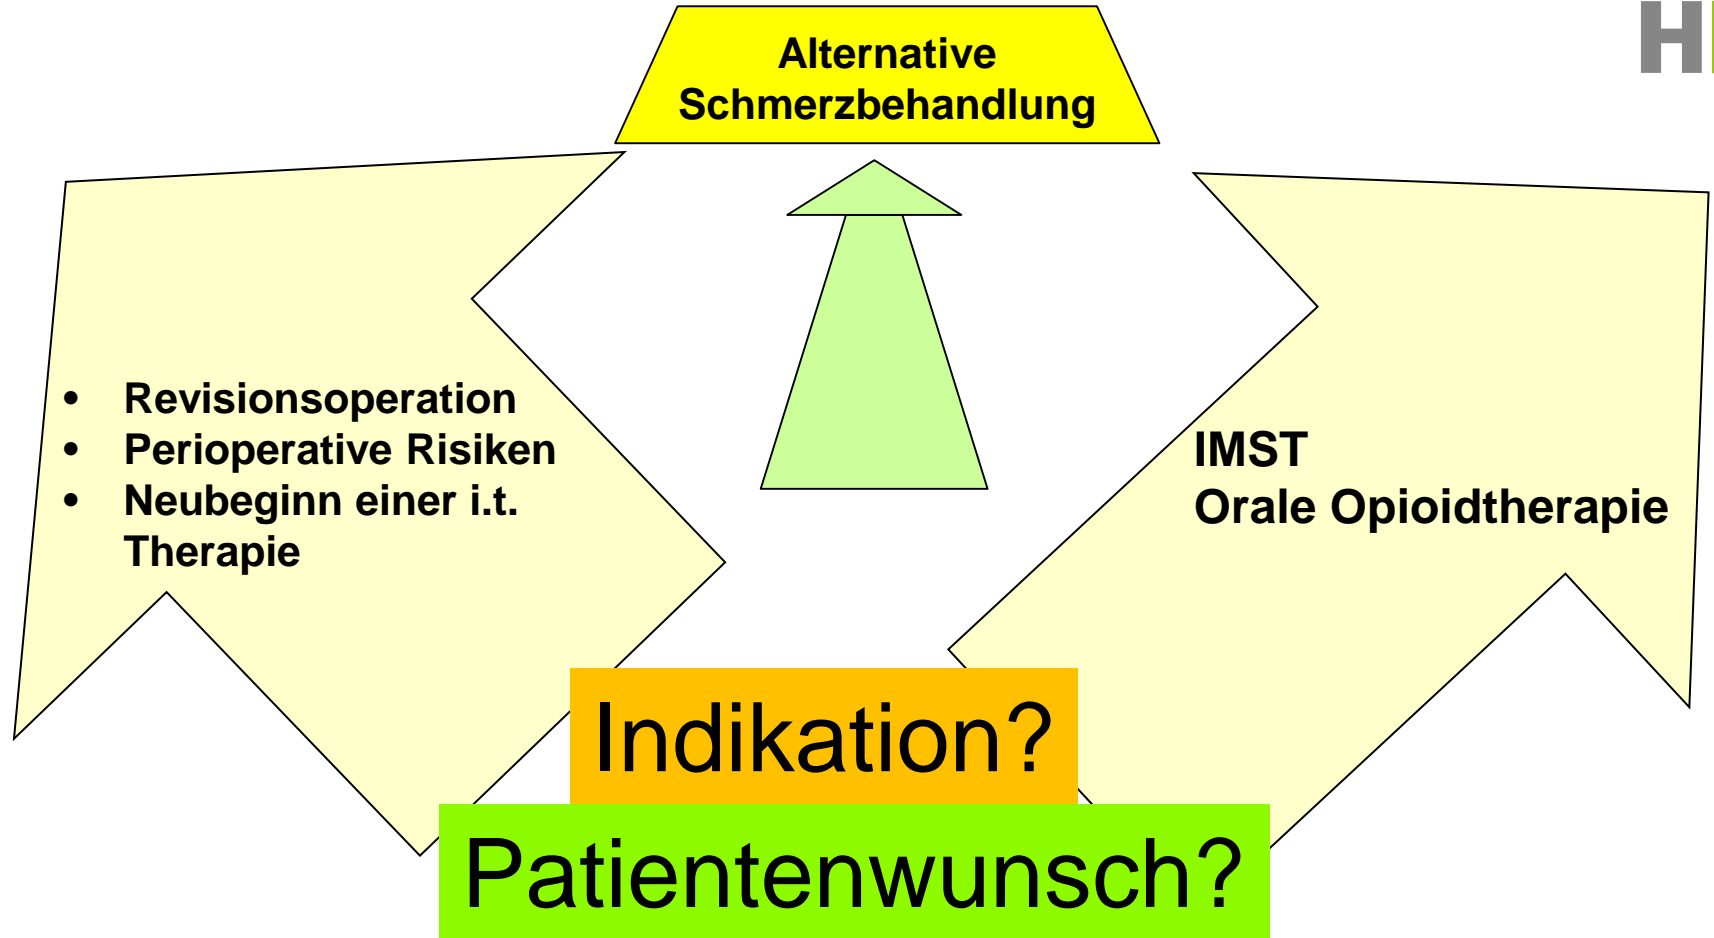 H
Alternative
Schmerzbehandlung
• Revisionsoperation
• Perioperative Risiken
• Neubeginn einer i.t.
Therapie
IMST
Orale Opioidtherapie
Indikation?
Patientenwunsch?